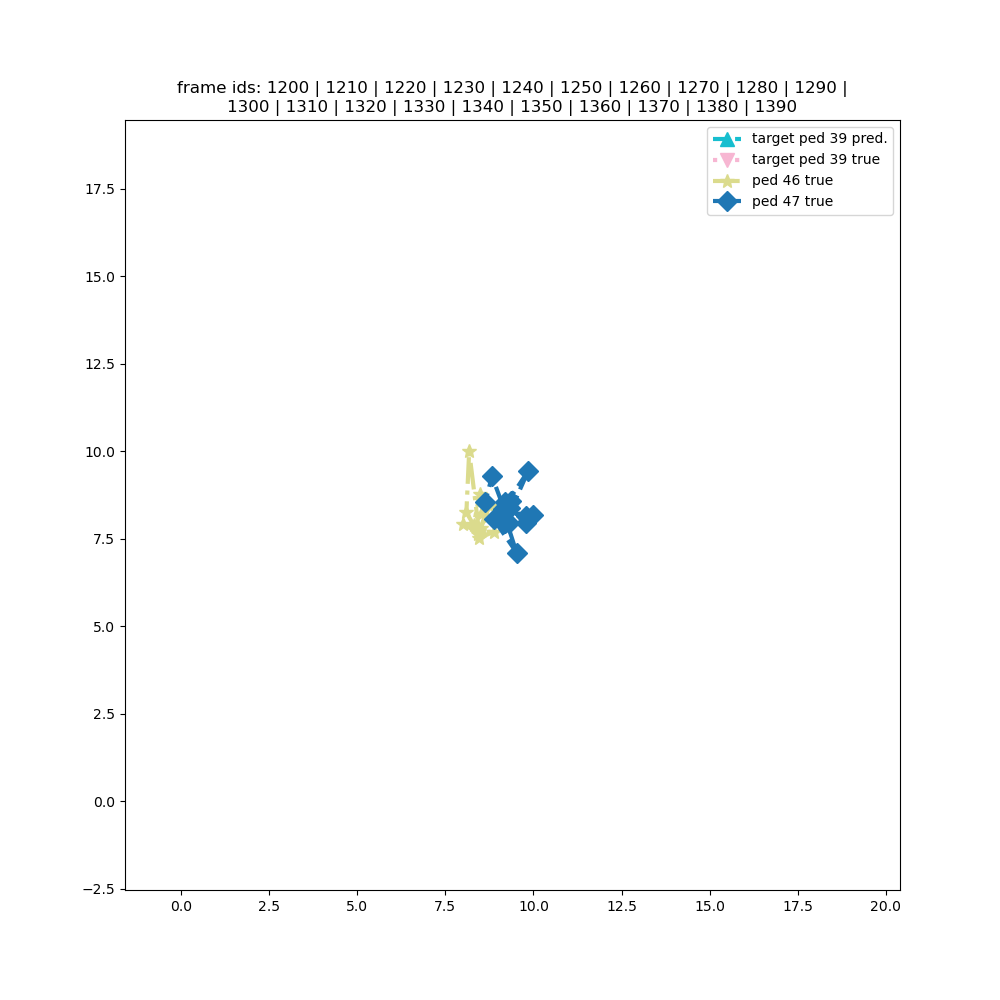 frame ids: 1200 | 1210 | 1220 | 1230 | 1240 | 1250 | 1260 | 1270 | 1280 | 1290 |
1300 | 1310 | 1320 | 1330 | 1340 | 1350 | 1360 | 1370 | 1380 | 1390
target ped 39 pred.
target ped 39 true
ped 46 true
ped 47 true
17.5
15.0
12.5
10.0
7.5
5.0
2.5
0.0
−2.5
0.0 2.5 5.0 7.5 10.0 12.5 15.0 17.5 20.0